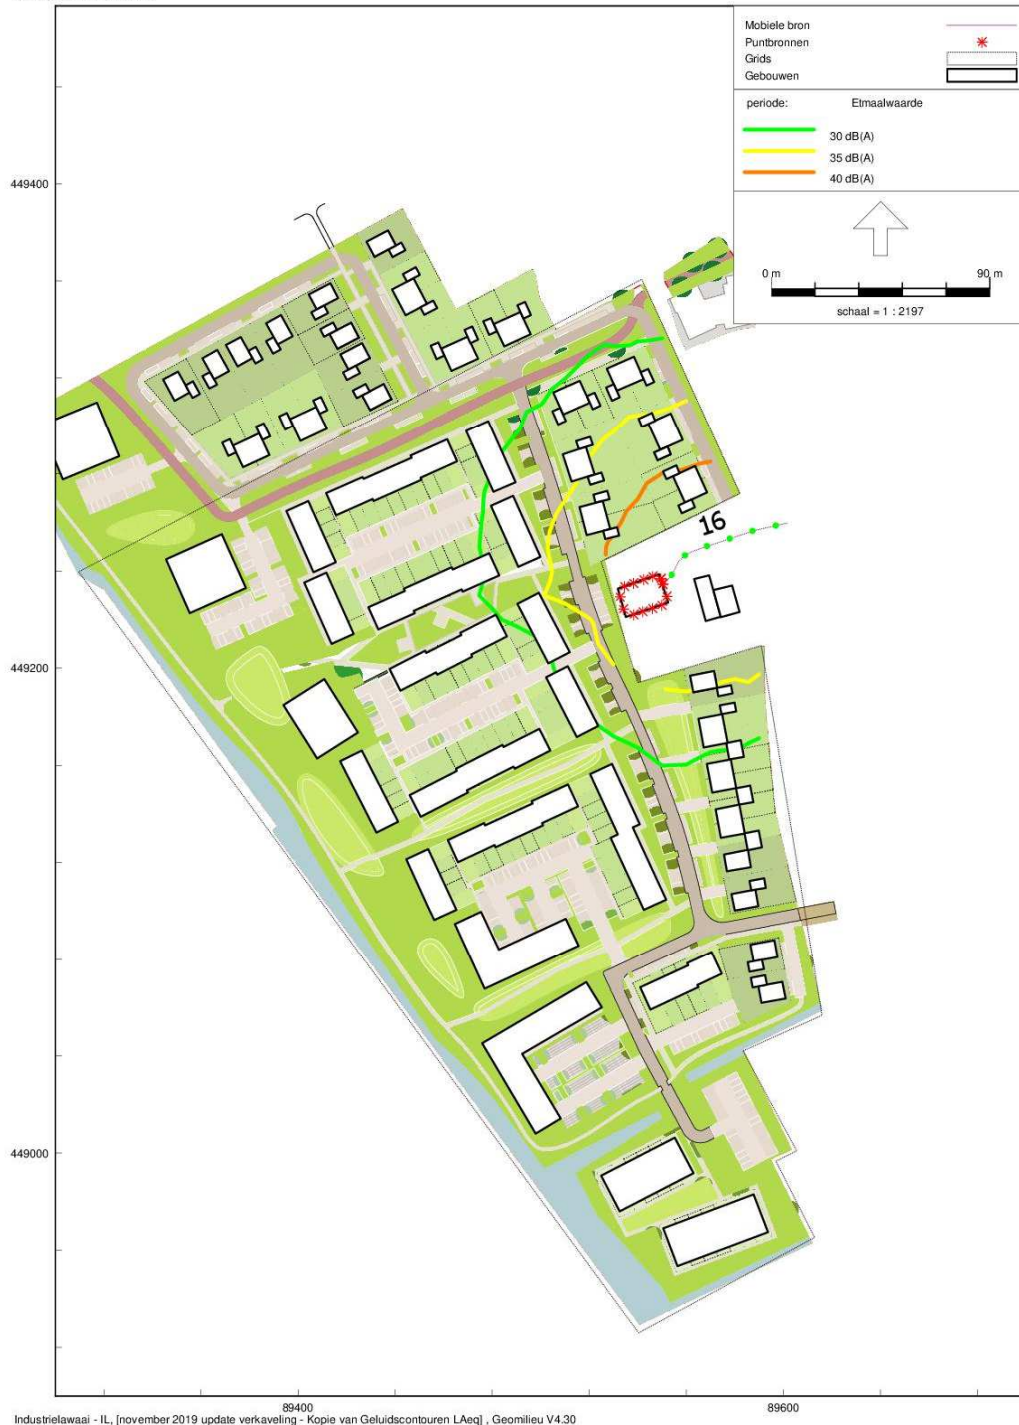 Mobiele bron
Puntbronnen
Grids
Gebouwen
periode: Etmaalwaarde
30 dB(A)
35 dB(A)
40 dB(A)
0 m 90 m
schaal = 1 : 2197
449400
16
449200
449000
89400 89600
Industrielawaai - IL, [november 2019 update verkaveling - Kopie van Geluidscontouren LAeq] , Geomilieu V4.30